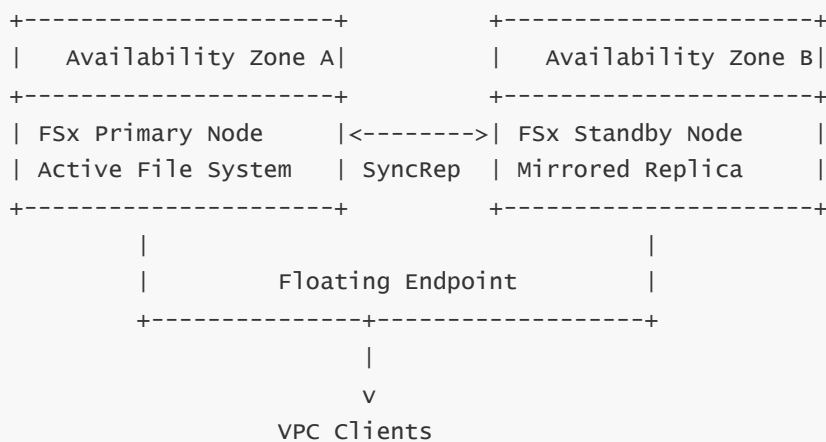 +----------------------+          +----------------------+
|   Availability Zone A|          |   Availability Zone B|
+----------------------+          +----------------------+
| FSx Primary Node     |<-------->| FSx Standby Node     |
| Active File System   | SyncRep  | Mirrored Replica     |
+----------------------+          +----------------------+
         |                                  |
         |         Floating Endpoint        |
         +---------------+------------------+
                         |
                         v
                   VPC Clients